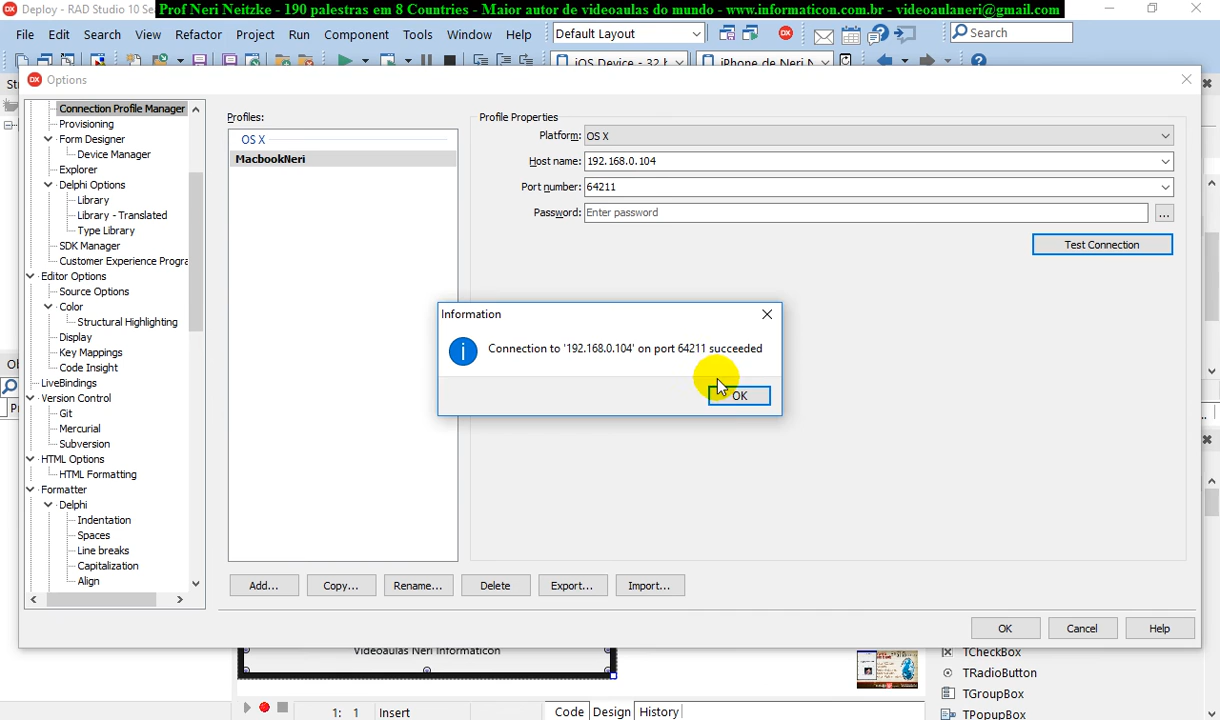 Deploy - RAD Studio 10 Se
Prof Neri Neitzke - 190 palestras em 8 Countries - Maior autor de videoaulas do mundo - www.informaticon.com.br - videoaulaneri@gmail.com
File Edit Search View Refactor Project Run Component Tools Window Help
Default Layout
Search
iOS Device - 32
iPhone de Neri N
Options
Connection Profile Manager
Provisioning
Form Designer
Device Manager
Explorer
Delphi Options
Library
Library - Translated
Type Library
SDK Manager
Customer Experience Progra
Editor Options
Source Options
Color
Structural Highlighting
Display
Key Mappings
Code Insight
LiveBindings
Version Control
Git
Mercurial
Subversion
HTML Options
HTML Formatting
Formatter
Delphi
Indentation
Spaces
Line breaks
Capitalization
Align
Profiles:
OS X
MacbookNeri
Profile Properties
Platform: OS X
Host name: 192.168.0.104
Port number: 64211
Password: Enter password
...
Test Connection
Information
Connection to '192.168.0.104' on port 64211 succeeded
OK
Add... Copy... Rename... Delete Export... Import...
OK Cancel Help
Videoaulas Neri Informaticon
1: 1 Insert
Code Design History
TCheckBox
TRadioButton
TGroupBox
TPopupBox